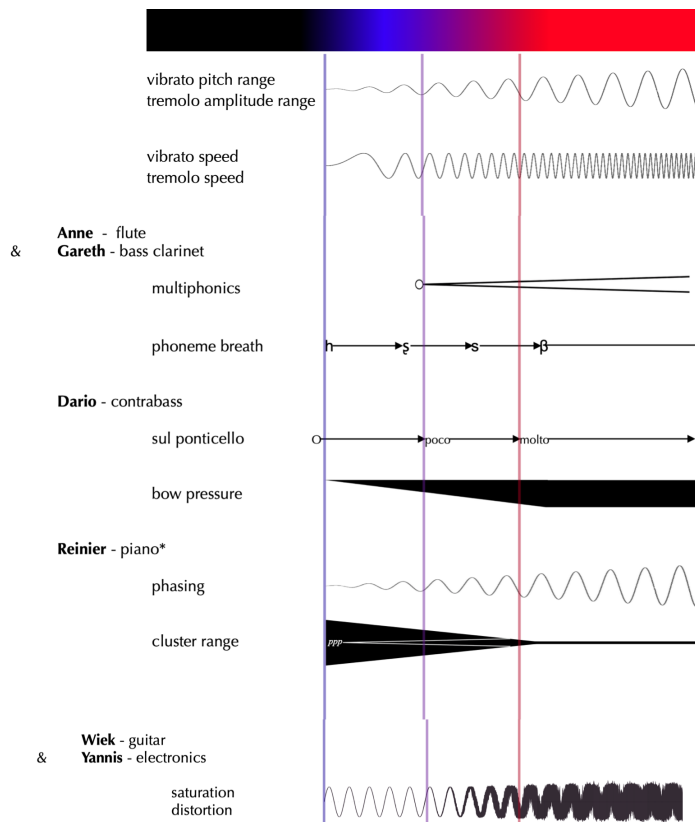 vibrato pitch range
tremolo amplitude range
vibrato speed
tremolo speed
Anne - flute
& Gareth - bass clarinet
multiphonics
O
phoneme breath
h ʂ s β
Dario - contrabass
sul ponticello
O poco molto
bow pressure
Reinier - piano*
phasing
cluster range
ppp
Wiek - guitar
& Yannis - electronics
saturation
distortion